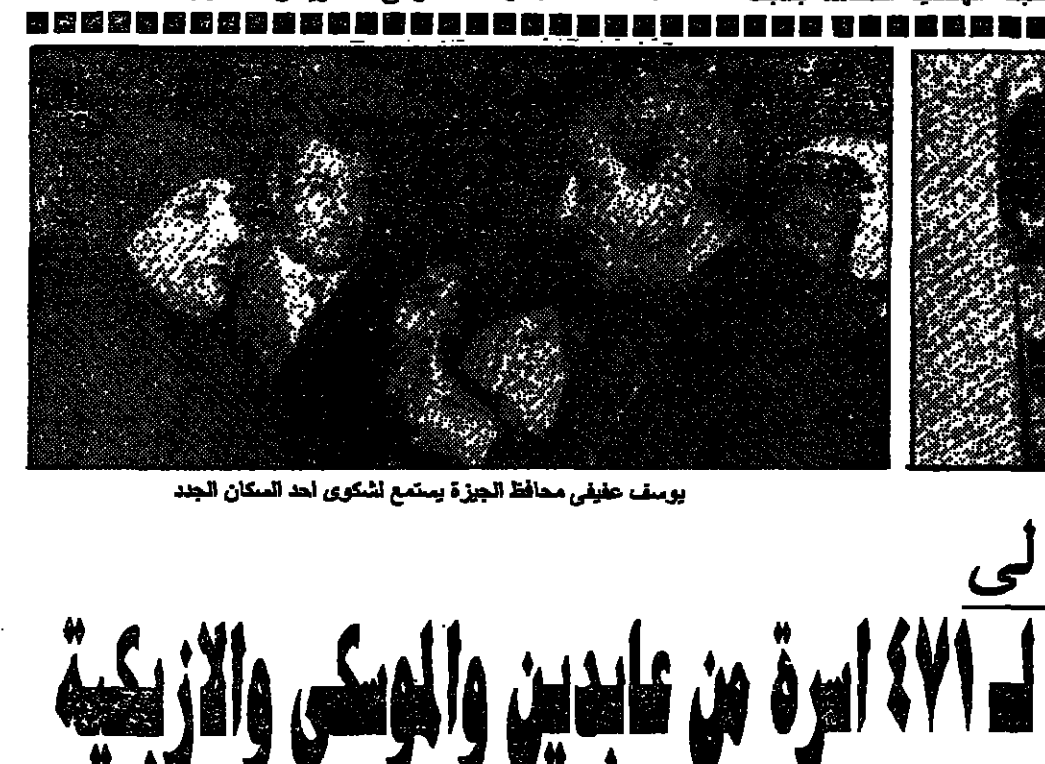 يوسف عفيفى محافظ الجيزة يستمع لشكوى احد السكان الجدد
لى
لـ ٤٧١ اسرة من عابدين والموسكى والازبكية